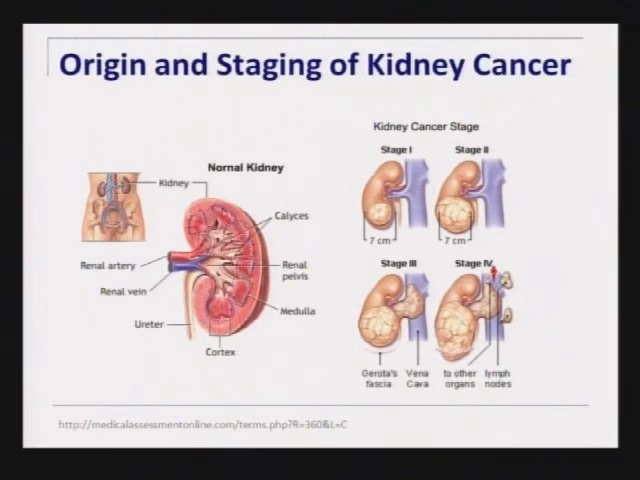 Origin and Staging of Kidney Cancer
Nornal Kidney
Kidney
Calyces
Renal artery
Renal
pelvis
Renal vein
Medulla
Ureter
Cortex
Kidney Cancer Stage
Stage I
Stage II
7 cm
7 cm
Stage III
Stage IV
Gerota's
fascia
Vena
Cava
to other
organs
lymph
nodes
http://medicalassessmentonline.com/terms.php?R=360&L=C